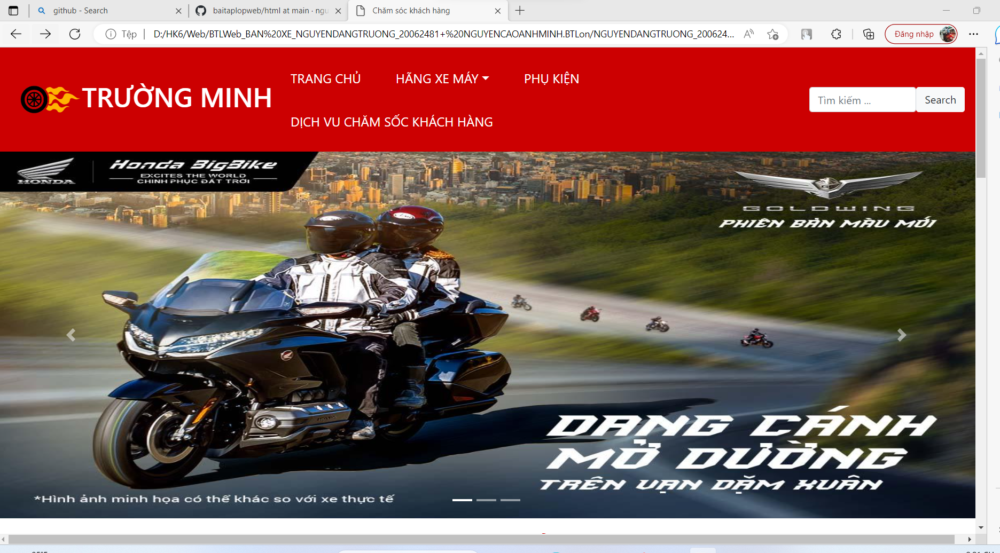 github - Search
baitaplopweb/html at main · ngu
Chăm sóc khách hàng
Tệp
D:/HK6/Web/BTLWeb_BAN%20XE_NGUYENDANGTRUONG_20062481+%20NGUYENCAOANHMINH.BTLon/NGUYENDANGTRUONG_200624...
Đăng nhập
TRƯỜNG MINH
TRANG CHỦ
HÃNG XE MÁY
PHỤ KIỆN
DỊCH VU CHĂM SỐC KHÁCH HÀNG
Tìm kiếm ...
Search
HONDA
Honda BigBike
EXCITES THE WORLD
CHINH PHỤC ĐẤT TRỜI
GOLDWING
PHIÊN BẢN MÀU MỚI
DANG CÁNH
MỞ ĐƯỜNG
TRÊN VẠN DẶM XUÂN
*Hình ảnh minh họa có thể khác so với xe thực tế